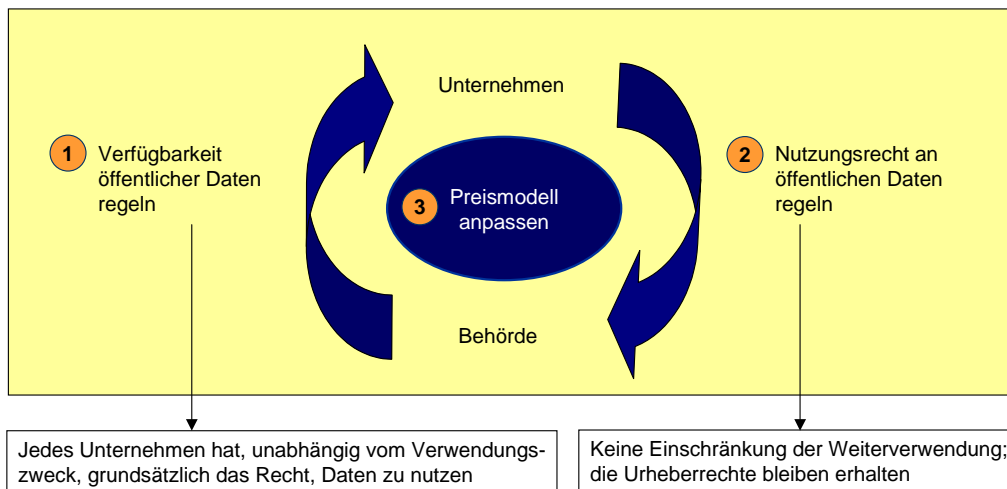 Unternehmen
1 Verfügbarkeit
öffentlicher Daten
regeln
2 Nutzungsrecht an
öffentlichen Daten
regeln
3 Preismodell
anpassen
Behörde
Jedes Unternehmen hat, unabhängig vom Verwendungs-
zweck, grundsätzlich das Recht, Daten zu nutzen
Keine Einschränkung der Weiterverwendung;
die Urheberrechte bleiben erhalten